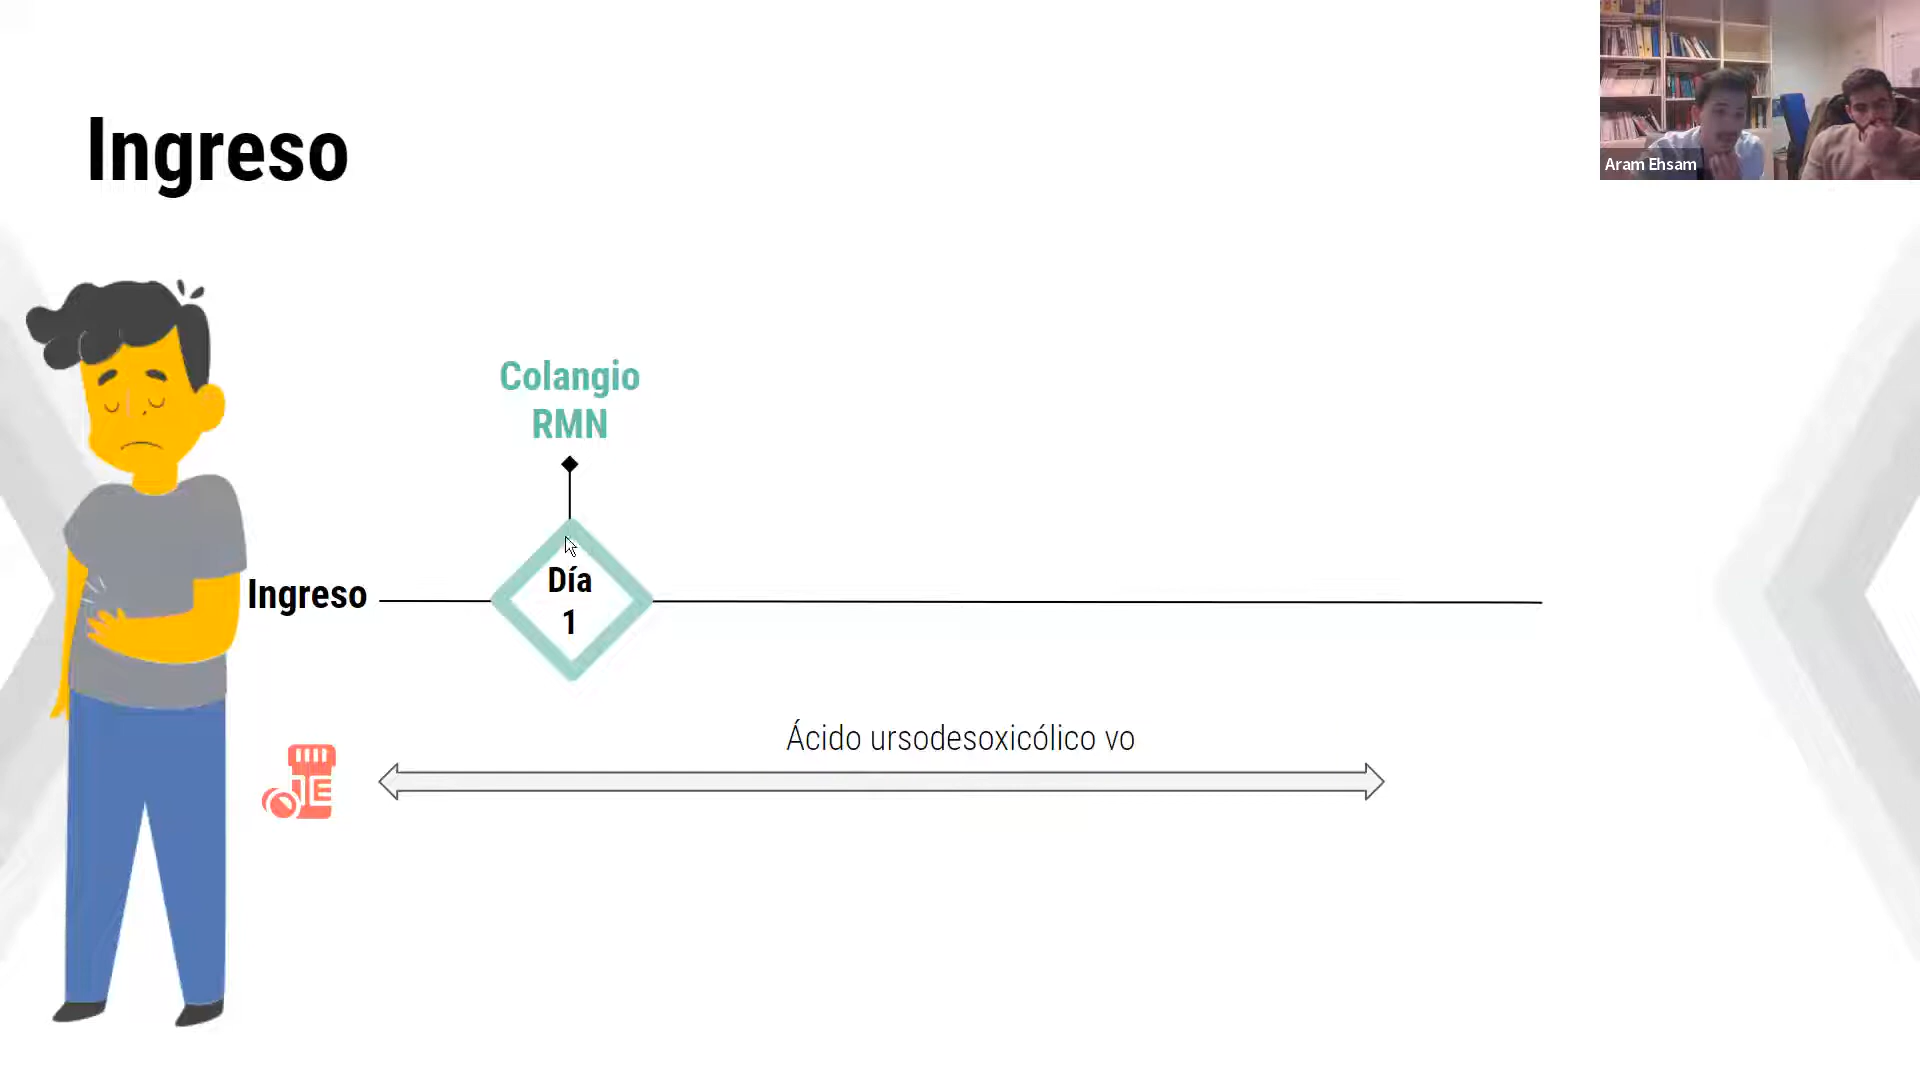 Ingreso
Aram Ehsam
Colangio
RMN
Ingreso
Día
1
Ácido ursodesoxicólico vo